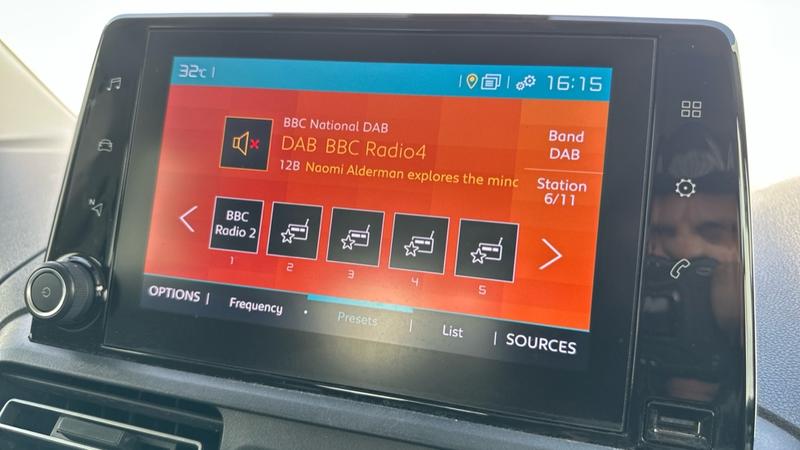 32°C
16:15
BBC National DAB
DAB BBC Radio4
12B Naomi Alderman explores the minc
Band
DAB
Station
6/11
BBC
Radio 2
1
2
3
4
5
OPTIONS
Frequency
Presets
List
SOURCES
N